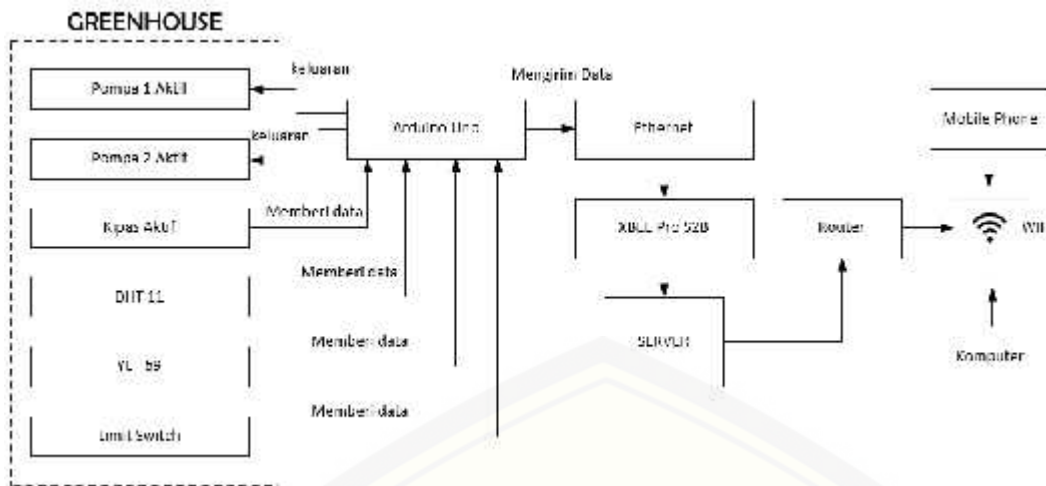 GREENHOUSE
keluaran
Pompa 1 Aktif
Mengirim Data
Arduino Uno
Ethernet
Mobile Phone
keluaran
Pompa 2 Aktif
Memberi data
Kipas Aktif
XBEE Pro S2B
Router
Memberi data
DHT 11
SERVER
Memberi data
YL - 69
Komputer
Memberi data
Limit Switch